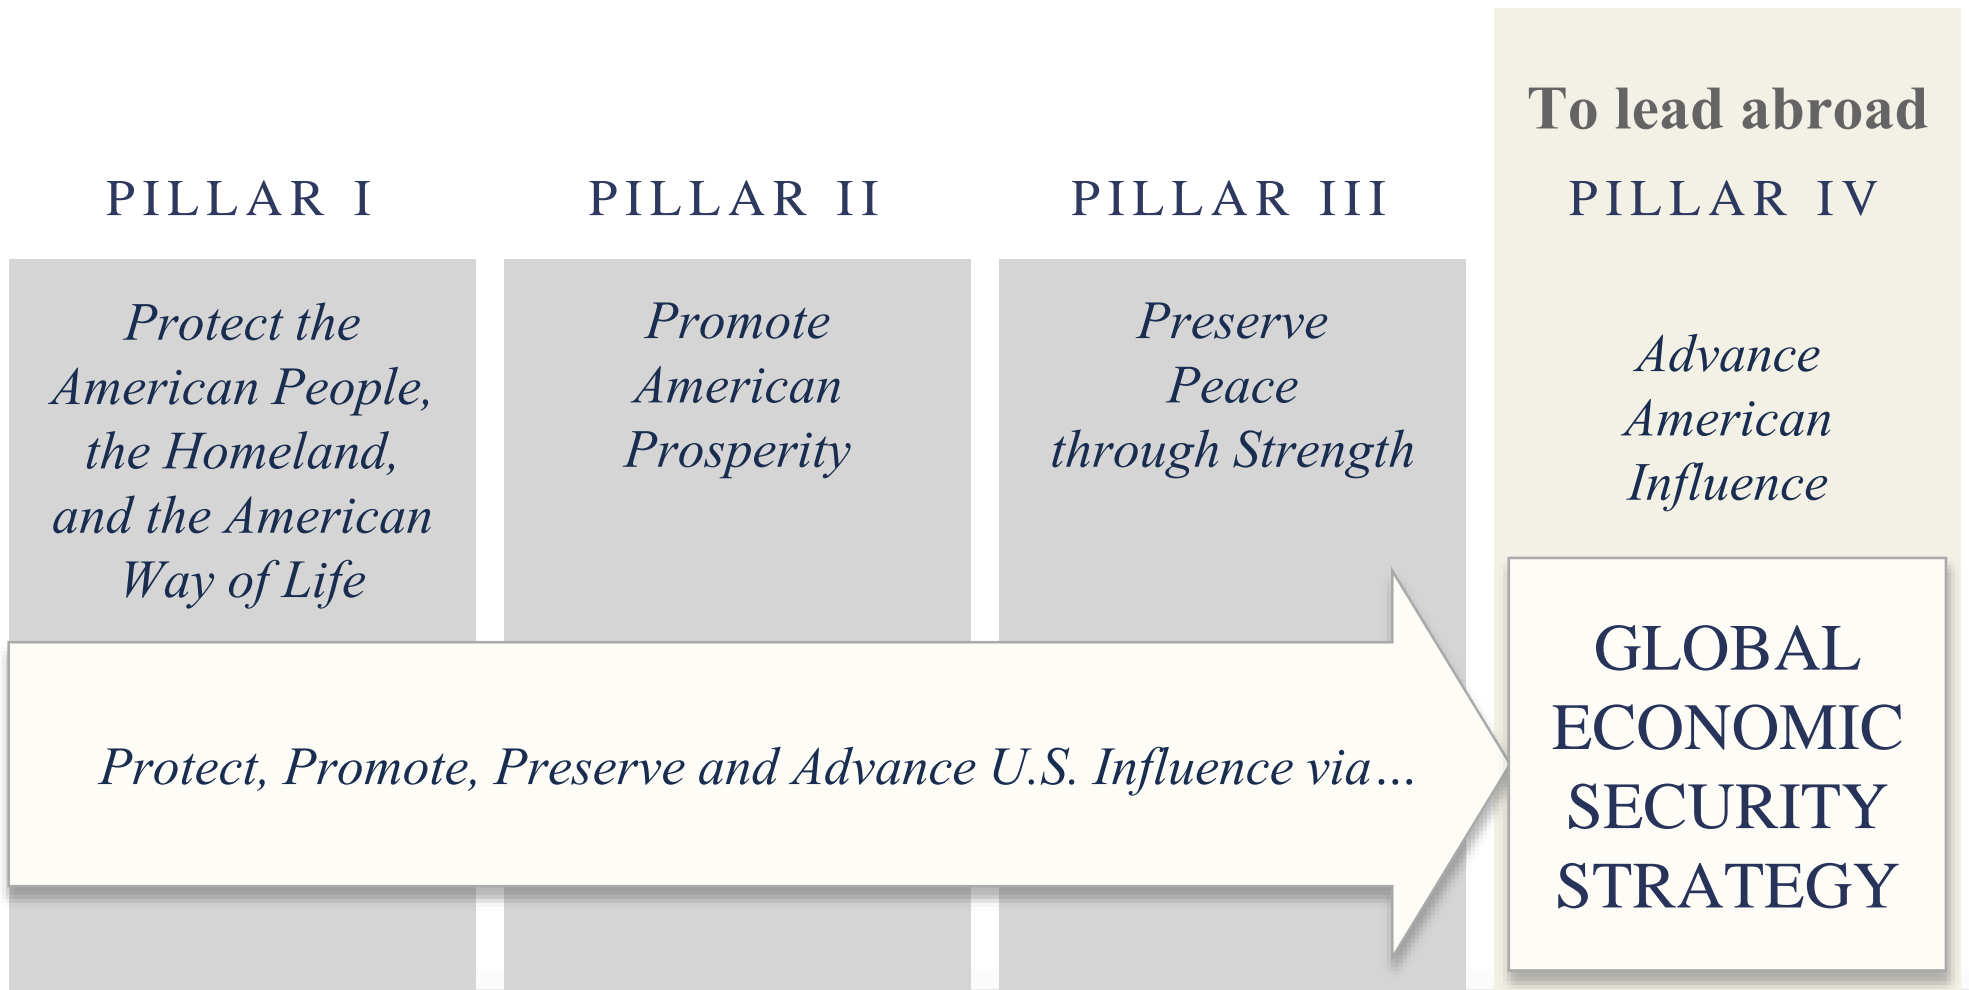 To lead abroad
PILLAR I
PILLAR II
PILLAR III
PILLAR IV
Protect the
American People,
the Homeland,
and the American
Way of Life
Promote
American
Prosperity
Preserve
Peace
through Strength
Advance
American
Influence
Protect, Promote, Preserve and Advance U.S. Influence via…
GLOBAL
ECONOMIC
SECURITY
STRATEGY